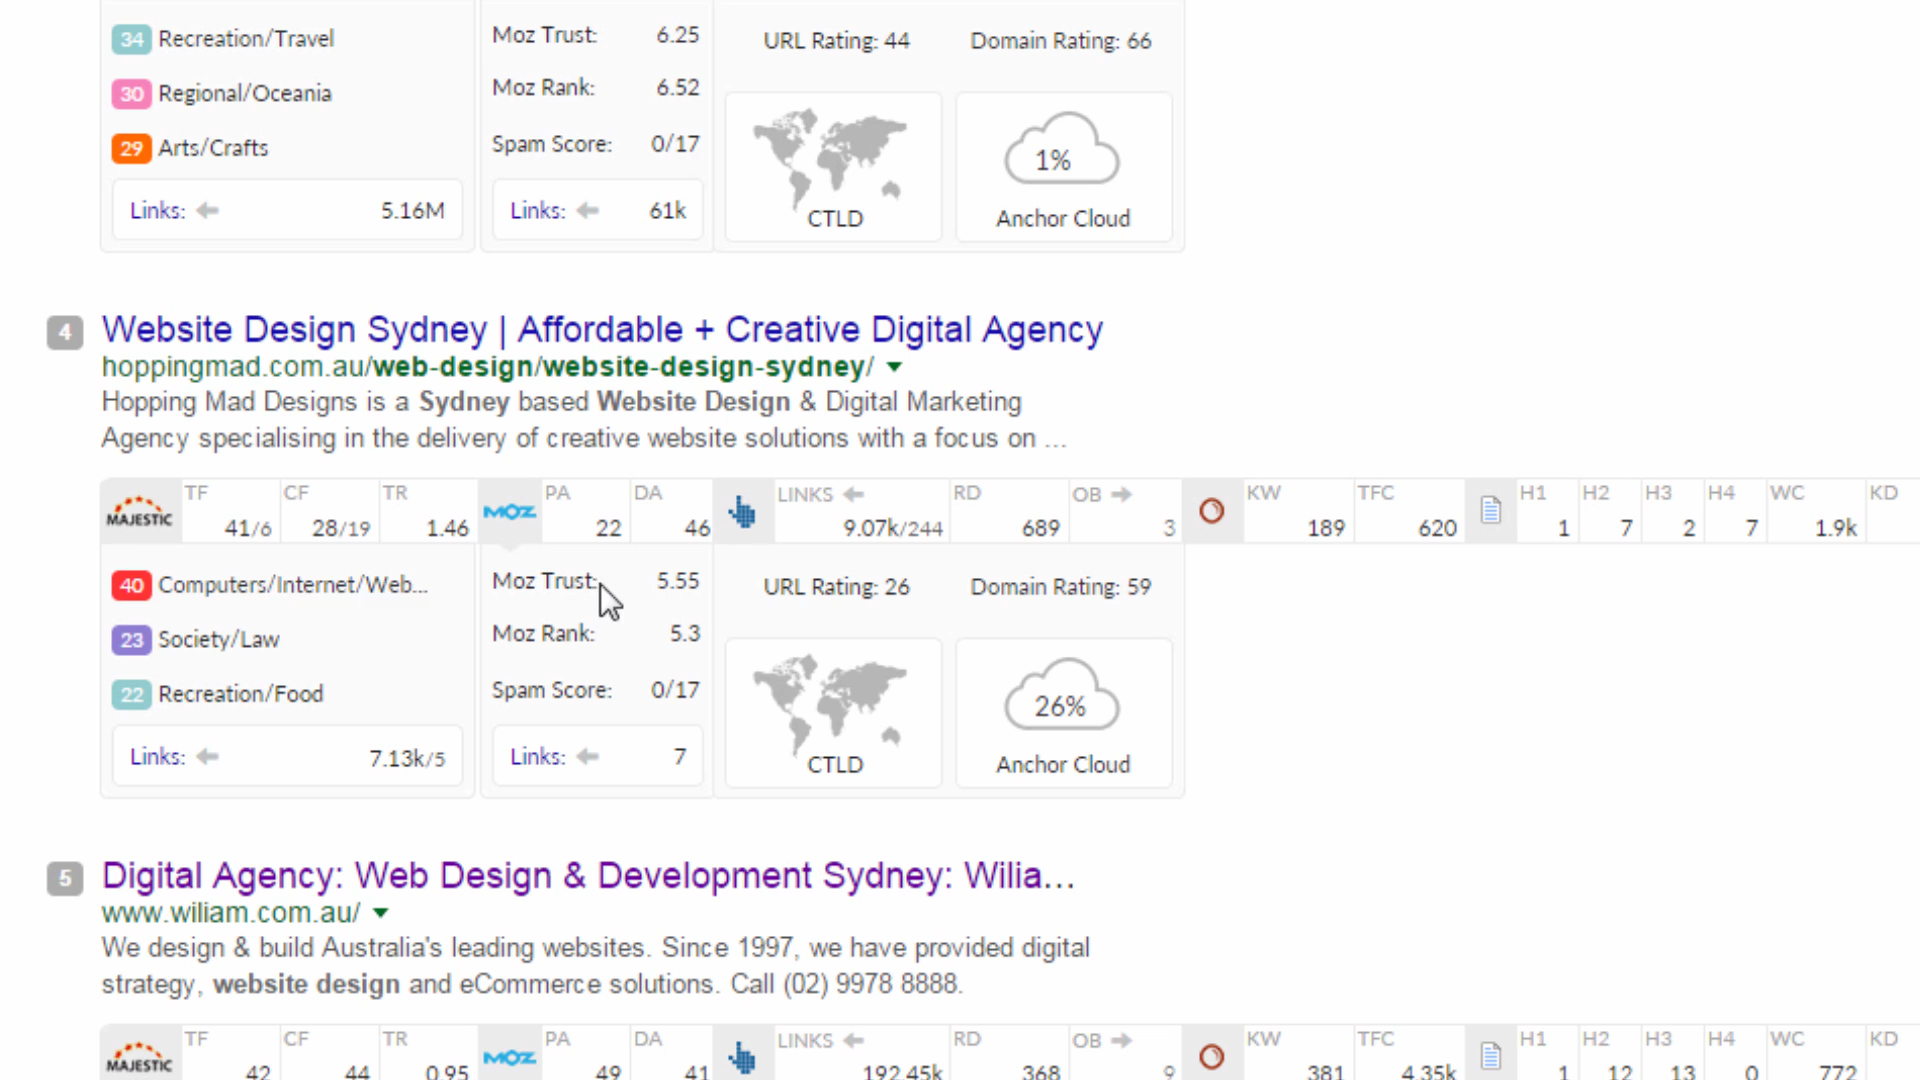 34 Recreation/Travel Moz Trust: 6.25 URL Rating: 44 Domain Rating: 66
30 Regional/Oceania Moz Rank: 6.52
29 Arts/Crafts Spam Score: 0/17 1%
Links: 5.16M Links: 61k CTLD Anchor Cloud
4 Website Design Sydney | Affordable + Creative Digital Agency
hoppingmad.com.au/web-design/website-design-sydney/
Hopping Mad Designs is a Sydney based Website Design & Digital Marketing
Agency specialising in the delivery of creative website solutions with a focus on ...
MAJESTIC TF CF TR MOZ PA DA LINKS RD OB KW TFC H1 H2 H3 H4 WC KD
41/6 28/19 1.46 22 46 9.07k/244 689 3 189 620 1 7 2 7 1.9k
40 Computers/Internet/Web... Moz Trust: 5.55 URL Rating: 26 Domain Rating: 59
23 Society/Law Moz Rank: 5.3
22 Recreation/Food Spam Score: 0/17 26%
Links: 7.13k/5 Links: 7 CTLD Anchor Cloud
5 Digital Agency: Web Design & Development Sydney: Wilia...
www.wiliam.com.au/
We design & build Australia's leading websites. Since 1997, we have provided digital
strategy, website design and eCommerce solutions. Call (02) 9978 8888.
MAJESTIC TF CF TR MOZ PA DA LINKS RD OB KW TFC H1 H2 H3 H4 WC KD
42 44 0.95 49 41 192.45k 368 9 381 4.35k 1 12 13 0 772